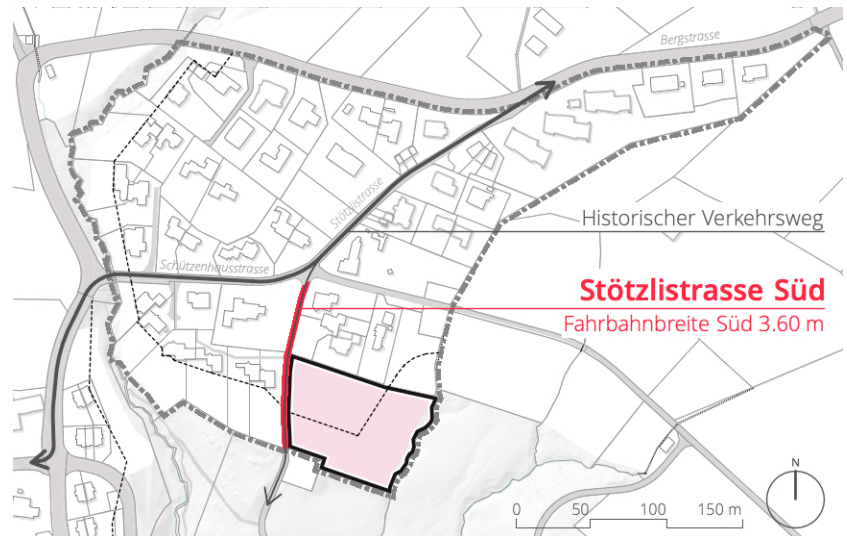 Bergstrasse
Stötzlistrasse
Historischer Verkehrsweg
Schützenhausstrasse
Stötzlistrasse Süd
Fahrbahnbreite Süd 3.60 m
N
0 50 100 150 m